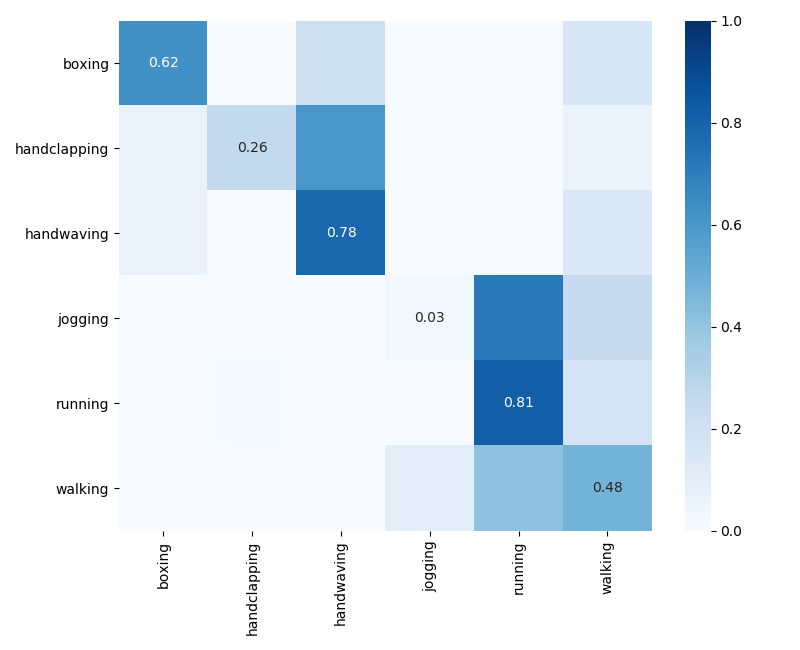 boxing
handclapping
handwaving
jogging
running
walking
0.62
0.26
0.78
0.03
0.81
0.48
boxing
handclapping
handwaving
jogging
running
walking
1.0
0.8
0.6
0.4
0.2
0.0